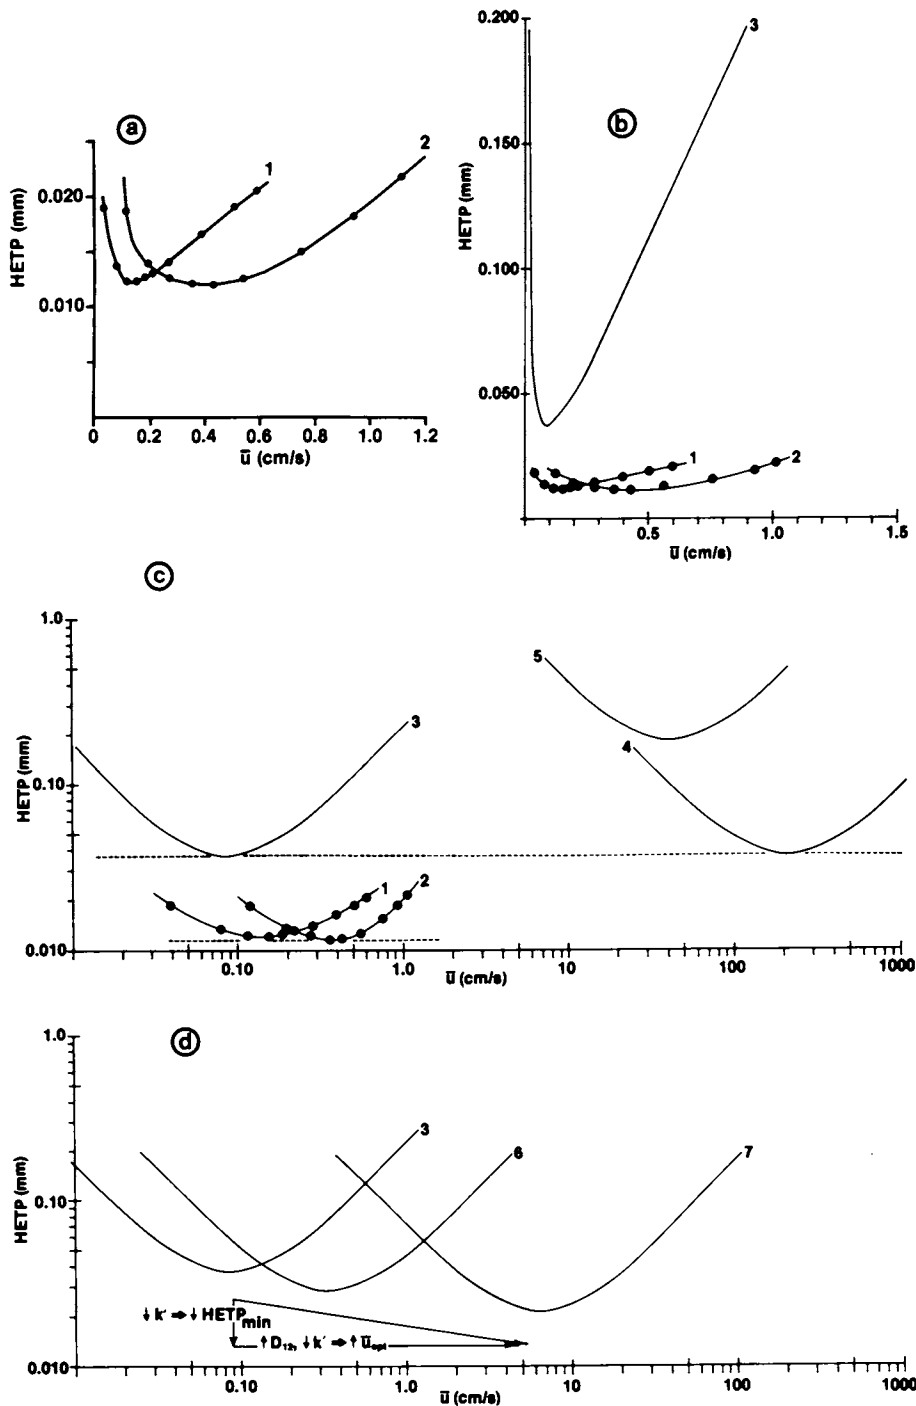 a
0.020
0.010
HETP (mm)
1
2
0 0.2 0.4 0.6 0.8 1.0 1.2
ū (cm/s)
b
0.200
0.150
0.100
0.050
HETP (mm)
3
1
2
0.5 1.0 1.5
ū (cm/s)
c
1.0
0.10
0.010
HETP (mm)
3
5
4
1
2
0.10 1.0 10 100 1000
ū (cm/s)
d
1.0
0.10
0.010
HETP (mm)
3
6
7
↓ k' ⇒ ↓ HETPmin
↑ D₁₂, ↓ k' ⇒ ↑ ūopt
0.10 1.0 10 100 1000
ū (cm/s)